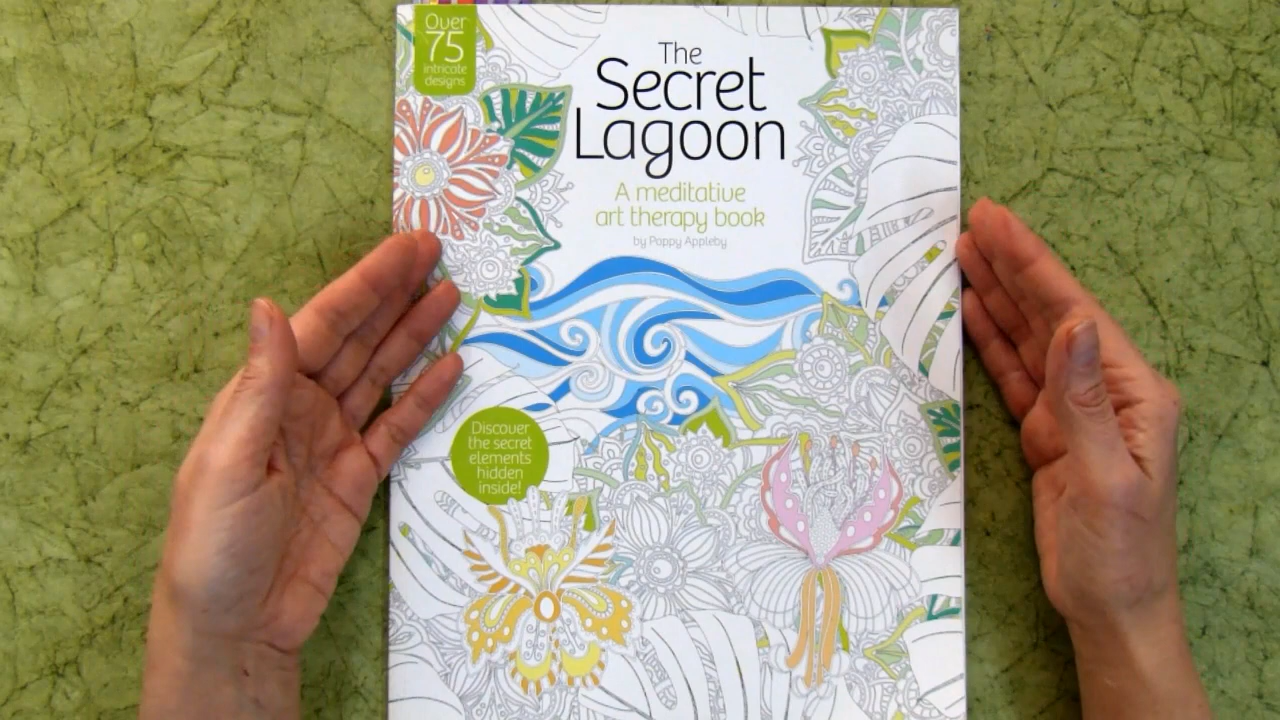 Over
75
intricate
designs
The
Secret
Lagoon
A meditative
art therapy book
by Poppy Appleby
Discover
the secret
elements
hidden
inside!